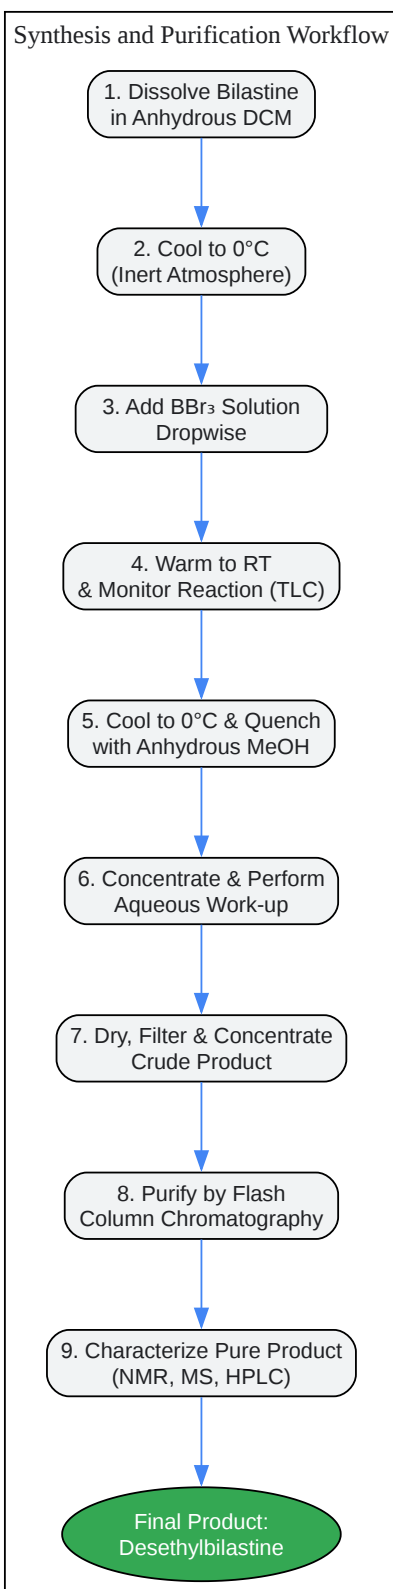 Synthesis and Purification Workflow
1. Dissolve Bilastine
in Anhydrous DCM
2. Cool to 0°C
(Inert Atmosphere)
3. Add BBr₃ Solution
Dropwise
4. Warm to RT
& Monitor Reaction (TLC)
5. Cool to 0°C & Quench
with Anhydrous MeOH
6. Concentrate & Perform
Aqueous Work-up
7. Dry, Filter & Concentrate
Crude Product
8. Purify by Flash
Column Chromatography
9. Characterize Pure Product
(NMR, MS, HPLC)
Final Product:
Desethylbilastine